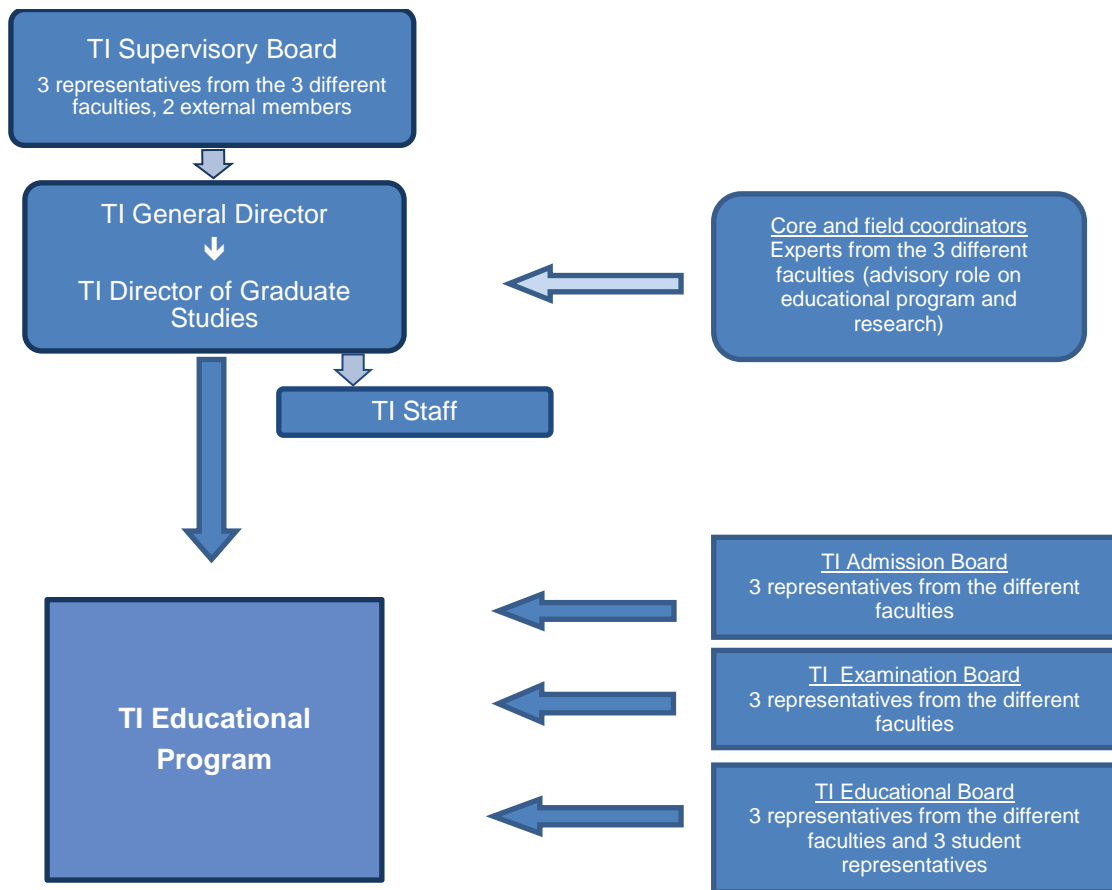 TI Supervisory Board
3 representatives from the 3 different
faculties, 2 external members
TI General Director
TI Director of Graduate
Studies
Core and field coordinators
Experts from the 3 different
faculties (advisory role on
educational program and
research)
TI Staff
TI Admission Board
3 representatives from the different
faculties
TI Educational
Program
TI  Examination Board
3 representatives from the different
faculties
TI Educational Board
3 representatives from the different
faculties and 3 student
representatives